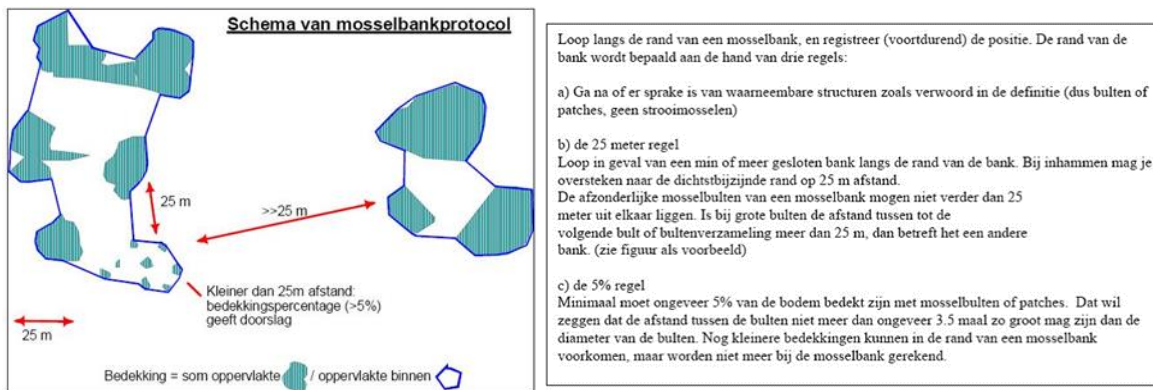 Schema van mosselbankprotocol
25 m
>>25 m
Kleiner dan 25m afstand:
bedekkingspercentage (>5%)
geeft doorslag
25 m
Bedekking = som oppervlakte / oppervlakte binnen
Loop langs de rand van een mosselbank, en registreer (voortdurend) de positie. De rand van de
bank wordt bepaald aan de hand van drie regels:
a) Ga na of er sprake is van waarneembare structuren zoals verwoord in de definitie (dus bulten of
patches, geen strooimosselen)
b) de 25 meter regel
Loop in geval van een min of meer gesloten bank langs de rand van de bank. Bij inhammen mag je
oversteken naar de dichtstbijzijnde rand op 25 m afstand.
De afzonderlijke mosselbulten van een mosselbank mogen niet verder dan 25
meter uit elkaar liggen. Is bij grote bulten de afstand tussen tot de
volgende bult of bultenverzameling meer dan 25 m, dan betreft het een andere
bank. (zie figuur als voorbeeld)
c) de 5% regel
Minimaal moet ongeveer 5% van de bodem bedekt zijn met mosselbulten of patches. Dat wil
zeggen dat de afstand tussen de bulten niet meer dan ongeveer 3.5 maal zo groot mag zijn dan de
diameter van de bulten. Nog kleinere bedekkingen kunnen in de rand van een mosselbank
voorkomen, maar worden niet meer bij de mosselbank gerekend.